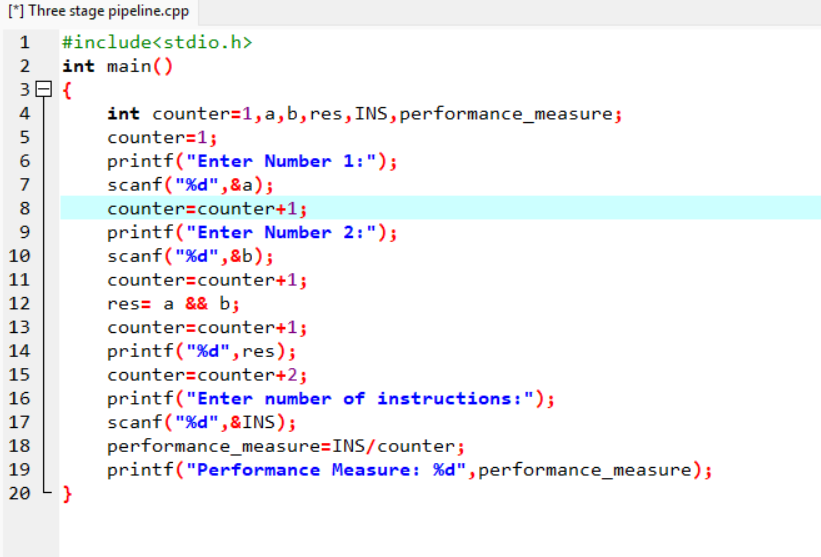 [*] Three stage pipeline.cpp
1 #include<stdio.h>
2 int main()
3 {
4 int counter=1,a,b,res,INS,performance_measure;
5 counter=1;
6 printf("Enter Number 1:");
7 scanf("%d",&a);
8 counter=counter+1;
9 printf("Enter Number 2:");
10 scanf("%d",&b);
11 counter=counter+1;
12 res= a && b;
13 counter=counter+1;
14 printf("%d",res);
15 counter=counter+2;
16 printf("Enter number of instructions:");
17 scanf("%d",&INS);
18 performance_measure=INS/counter;
19 printf("Performance Measure: %d",performance_measure);
20 }